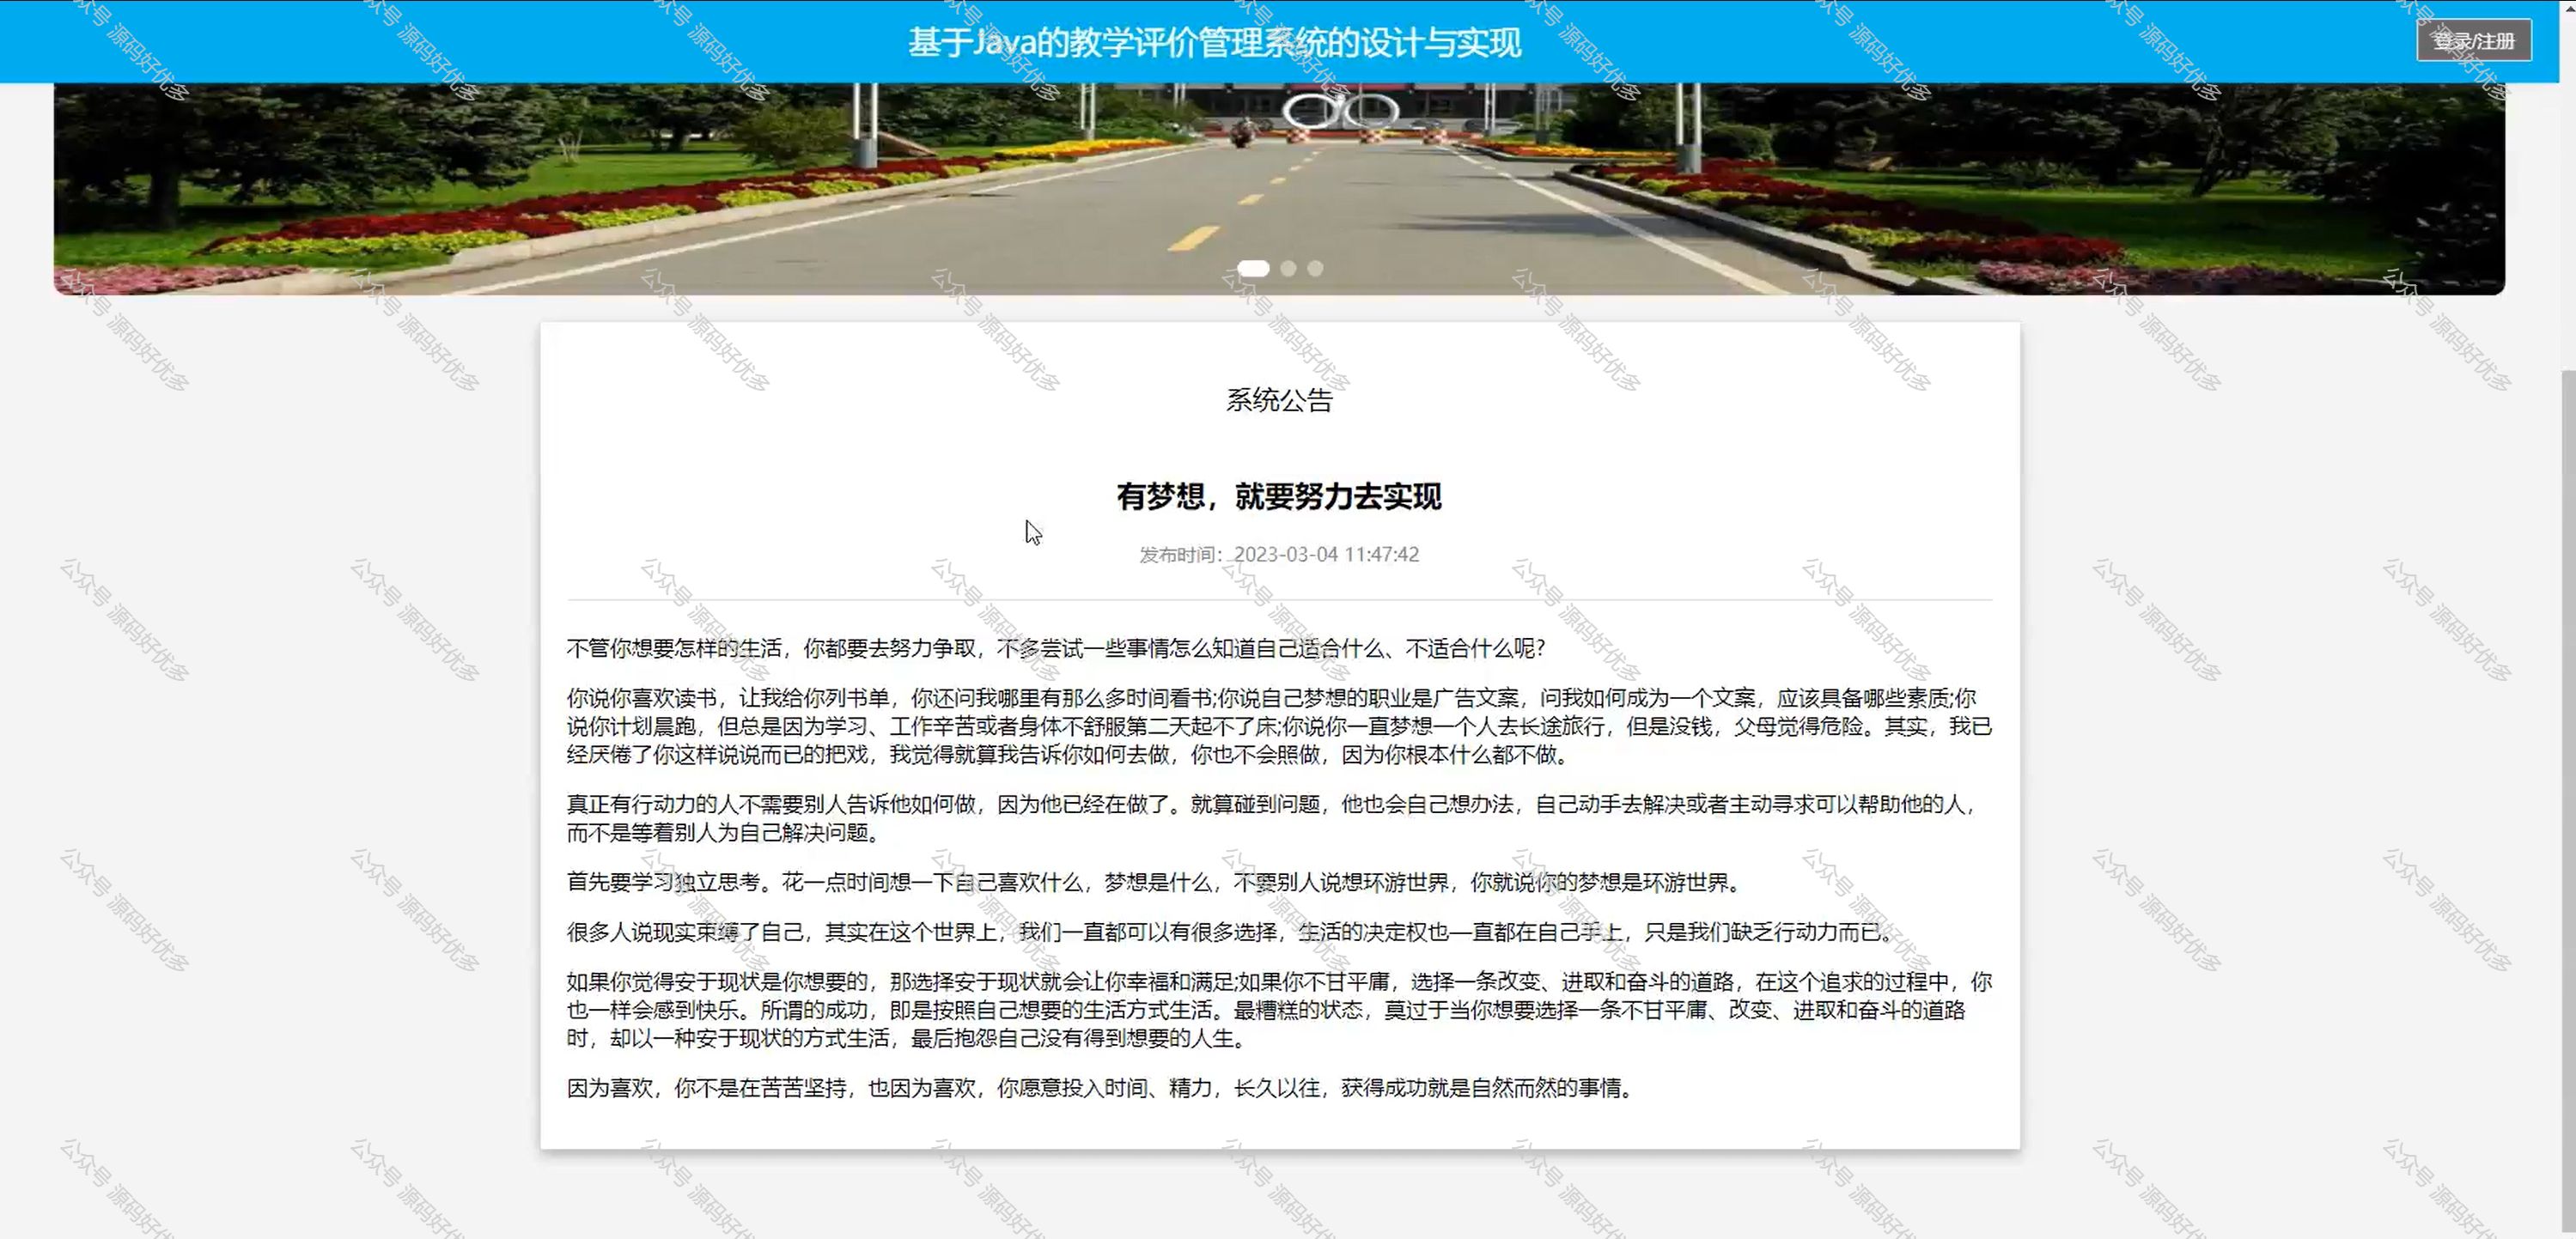 基于Java的教学评价管理系统的设计与实现
登录/注册
系统公告
有梦想，就要努力去实现
发布时间：2023-03-04 11:47:42
不管你想要怎样的生活，你都要去努力争取，不多尝试一些事情怎么知道自己适合什么、不适合什么呢?
你说你喜欢读书，让我给你列书单，你还问我哪里有那么多时间看书;你说自己梦想的职业是广告文案，问我如何成为一个文案，应该具备哪些素质;你
说你计划晨跑，但总是因为学习、工作辛苦或者身体不舒服第二天起不了床;你说你一直梦想一个人去长途旅行，但是没钱，父母觉得危险。其实，我已
经厌倦了你这样说说而已的把戏，我觉得就算我告诉你如何去做，你也不会照做，因为你根本什么都不做。
真正有行动力的人不需要别人告诉他如何做，因为他已经在做了。就算碰到问题，他也会自己想办法，自己动手去解决或者主动寻求可以帮助他的人，
而不是等着别人为自己解决问题。
首先要学习独立思考。花一点时间想一下自己喜欢什么，梦想是什么，不要别人说想环游世界，你就说你的梦想是环游世界。
很多人说现实束缚了自己，其实在这个世界上，我们一直都可以有很多选择，生活的决定权也—直都在自己手上，只是我们缺乏行动力而已。
如果你觉得安于现状是你想要的，那选择安于现状就会让你幸福和满足;如果你不甘平庸，选择一条改变、进取和奋斗的道路，在这个追求的过程中，你
也一样会感到快乐。所谓的成功，即是按照自己想要的生活方式生活。最糟糕的状态，莫过于当你想要选择一条不甘平庸、改变、进取和奋斗的道路
时，却以一种安于现状的方式生活，最后抱怨自己没有得到想要的人生。
因为喜欢，你不是在苦苦坚持，也因为喜欢，你愿意投入时间、精力，长久以往，获得成功就是自然而然的事情。
公众号 源码好优多